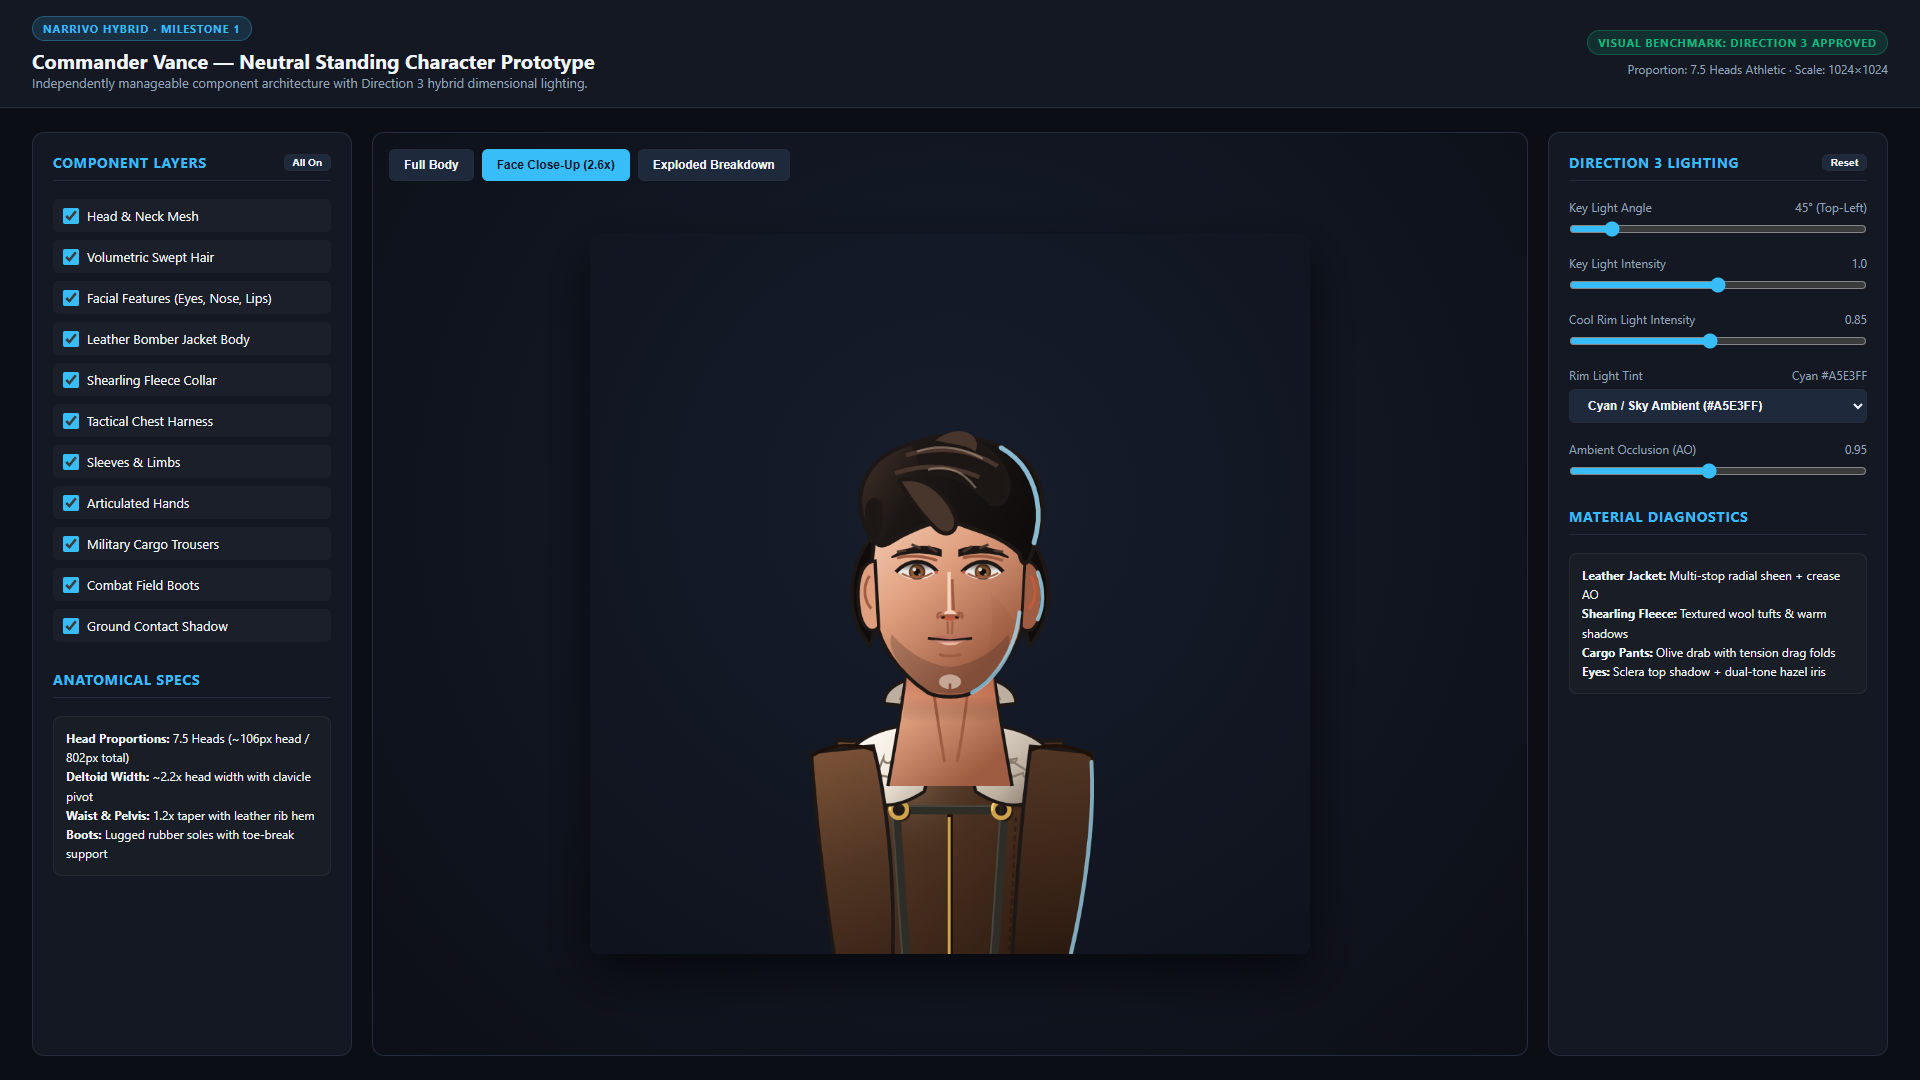 NARRIVO HYBRID · MILESTONE 1
Commander Vance — Neutral Standing Character Prototype
Independently manageable component architecture with Direction 3 hybrid dimensional lighting.
VISUAL BENCHMARK: DIRECTION 3 APPROVED
Proportion: 7.5 Heads Athletic · Scale: 1024×1024
COMPONENT LAYERS
All On
Head & Neck Mesh
Volumetric Swept Hair
Facial Features (Eyes, Nose, Lips)
Leather Bomber Jacket Body
Shearling Fleece Collar
Tactical Chest Harness
Sleeves & Limbs
Articulated Hands
Military Cargo Trousers
Combat Field Boots
Ground Contact Shadow
ANATOMICAL SPECS
Head Proportions: 7.5 Heads (~106px head /
802px total)
Deltoid Width: ~2.2x head width with clavicle
pivot
Waist & Pelvis: 1.2x taper with leather rib hem
Boots: Lugged rubber soles with toe-break
support
Full Body
Face Close-Up (2.6x)
Exploded Breakdown
DIRECTION 3 LIGHTING
Reset
Key Light Angle
45° (Top-Left)
Key Light Intensity
1.0
Cool Rim Light Intensity
0.85
Rim Light Tint
Cyan #A5E3FF
Cyan / Sky Ambient (#A5E3FF)
Ambient Occlusion (AO)
0.95
MATERIAL DIAGNOSTICS
Leather Jacket: Multi-stop radial sheen + crease
AO
Shearling Fleece: Textured wool tufts & warm
shadows
Cargo Pants: Olive drab with tension drag folds
Eyes: Sclera top shadow + dual-tone hazel iris